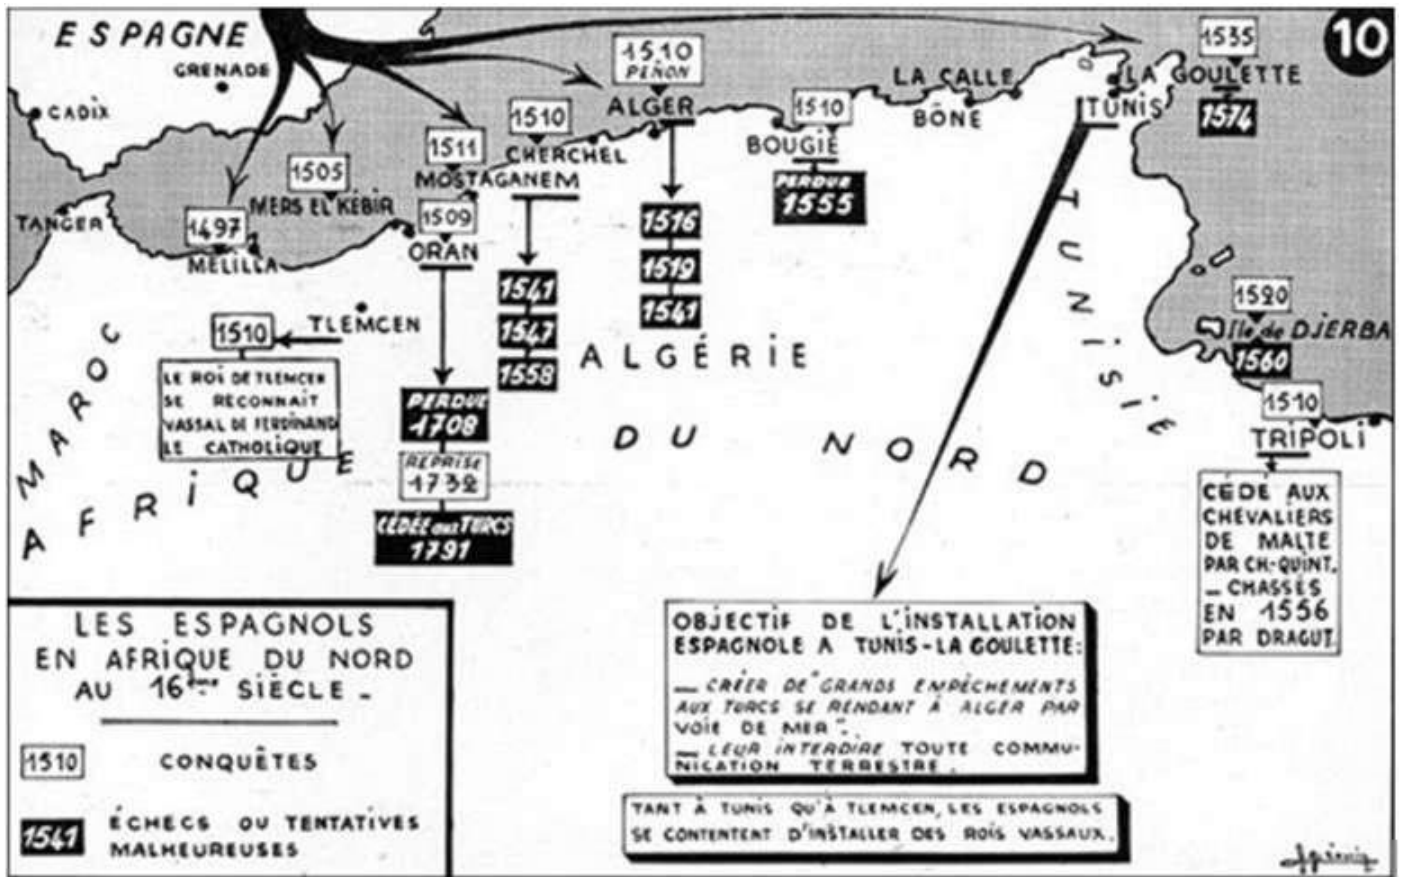 ESPAGNE
GRENADE
CADIX
1510
PEÑON
ALGER
1535
10
LA CALLE
LA GOULETTE
1574
BÔNE
TUNIS
1510
BOUGIE
PERDUE
1555
1510
CHERCHEL
1511
MOSTAGANEM
1505
MERS EL KÉBIR
TANGER
1497
MELILLA
1509
ORAN
1516
1519
1541
1541
1547
1558
TLEMCEN
1510
LE ROI DE TLEMCEN
SE RECONNAIT
VASSAL DE FERDINAND
LE CATHOLIQUE
PERDUE
1708
REPRISE
1732
CÉDÉE AUX TURCS
1791
MAROC
ALGÉRIE
TUNISIE
AFRIQUE DU NORD
1520
Ile de DJERBA
1560
1510
TRIPOLI
CÉDÉ AUX
CHEVALIERS
DE MALTE
PAR CH.-QUINT.
_ CHASSÉS
EN 1556
PAR DRAGUT.
LES ESPAGNOLS
EN AFRIQUE DU NORD
AU 16ème SIÈCLE _
1510 CONQUÊTES
1541 ÉCHECS OU TENTATIVES
MALHEUREUSES
OBJECTIF DE L'INSTALLATION
ESPAGNOLE A TUNIS-LA GOULETTE:
_ CRÉER DE "GRANDS EMPÊCHEMENTS
AUX TURCS SE RENDANT À ALGER PAR
VOIE DE MER".
_ LEUR INTERDIRE TOUTE COMMU-
NICATION TERRESTRE.
TANT À TUNIS QU'À TLEMCEN, LES ESPAGNOLS
SE CONTENTENT D'INSTALLER DES ROIS VASSAUX.